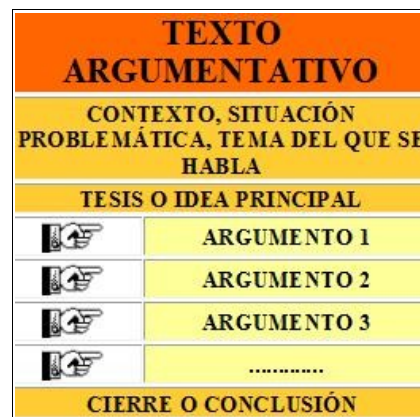 TEXTO
ARGUMENTATIVO
CONTEXTO, SITUACIÓN
PROBLEMÁTICA, TEMA DEL QUE SE
HABLA
TESIS O IDEA PRINCIPAL
ARGUMENTO 1
ARGUMENTO 2
ARGUMENTO 3
.............
CIERRE O CONCLUSIÓN